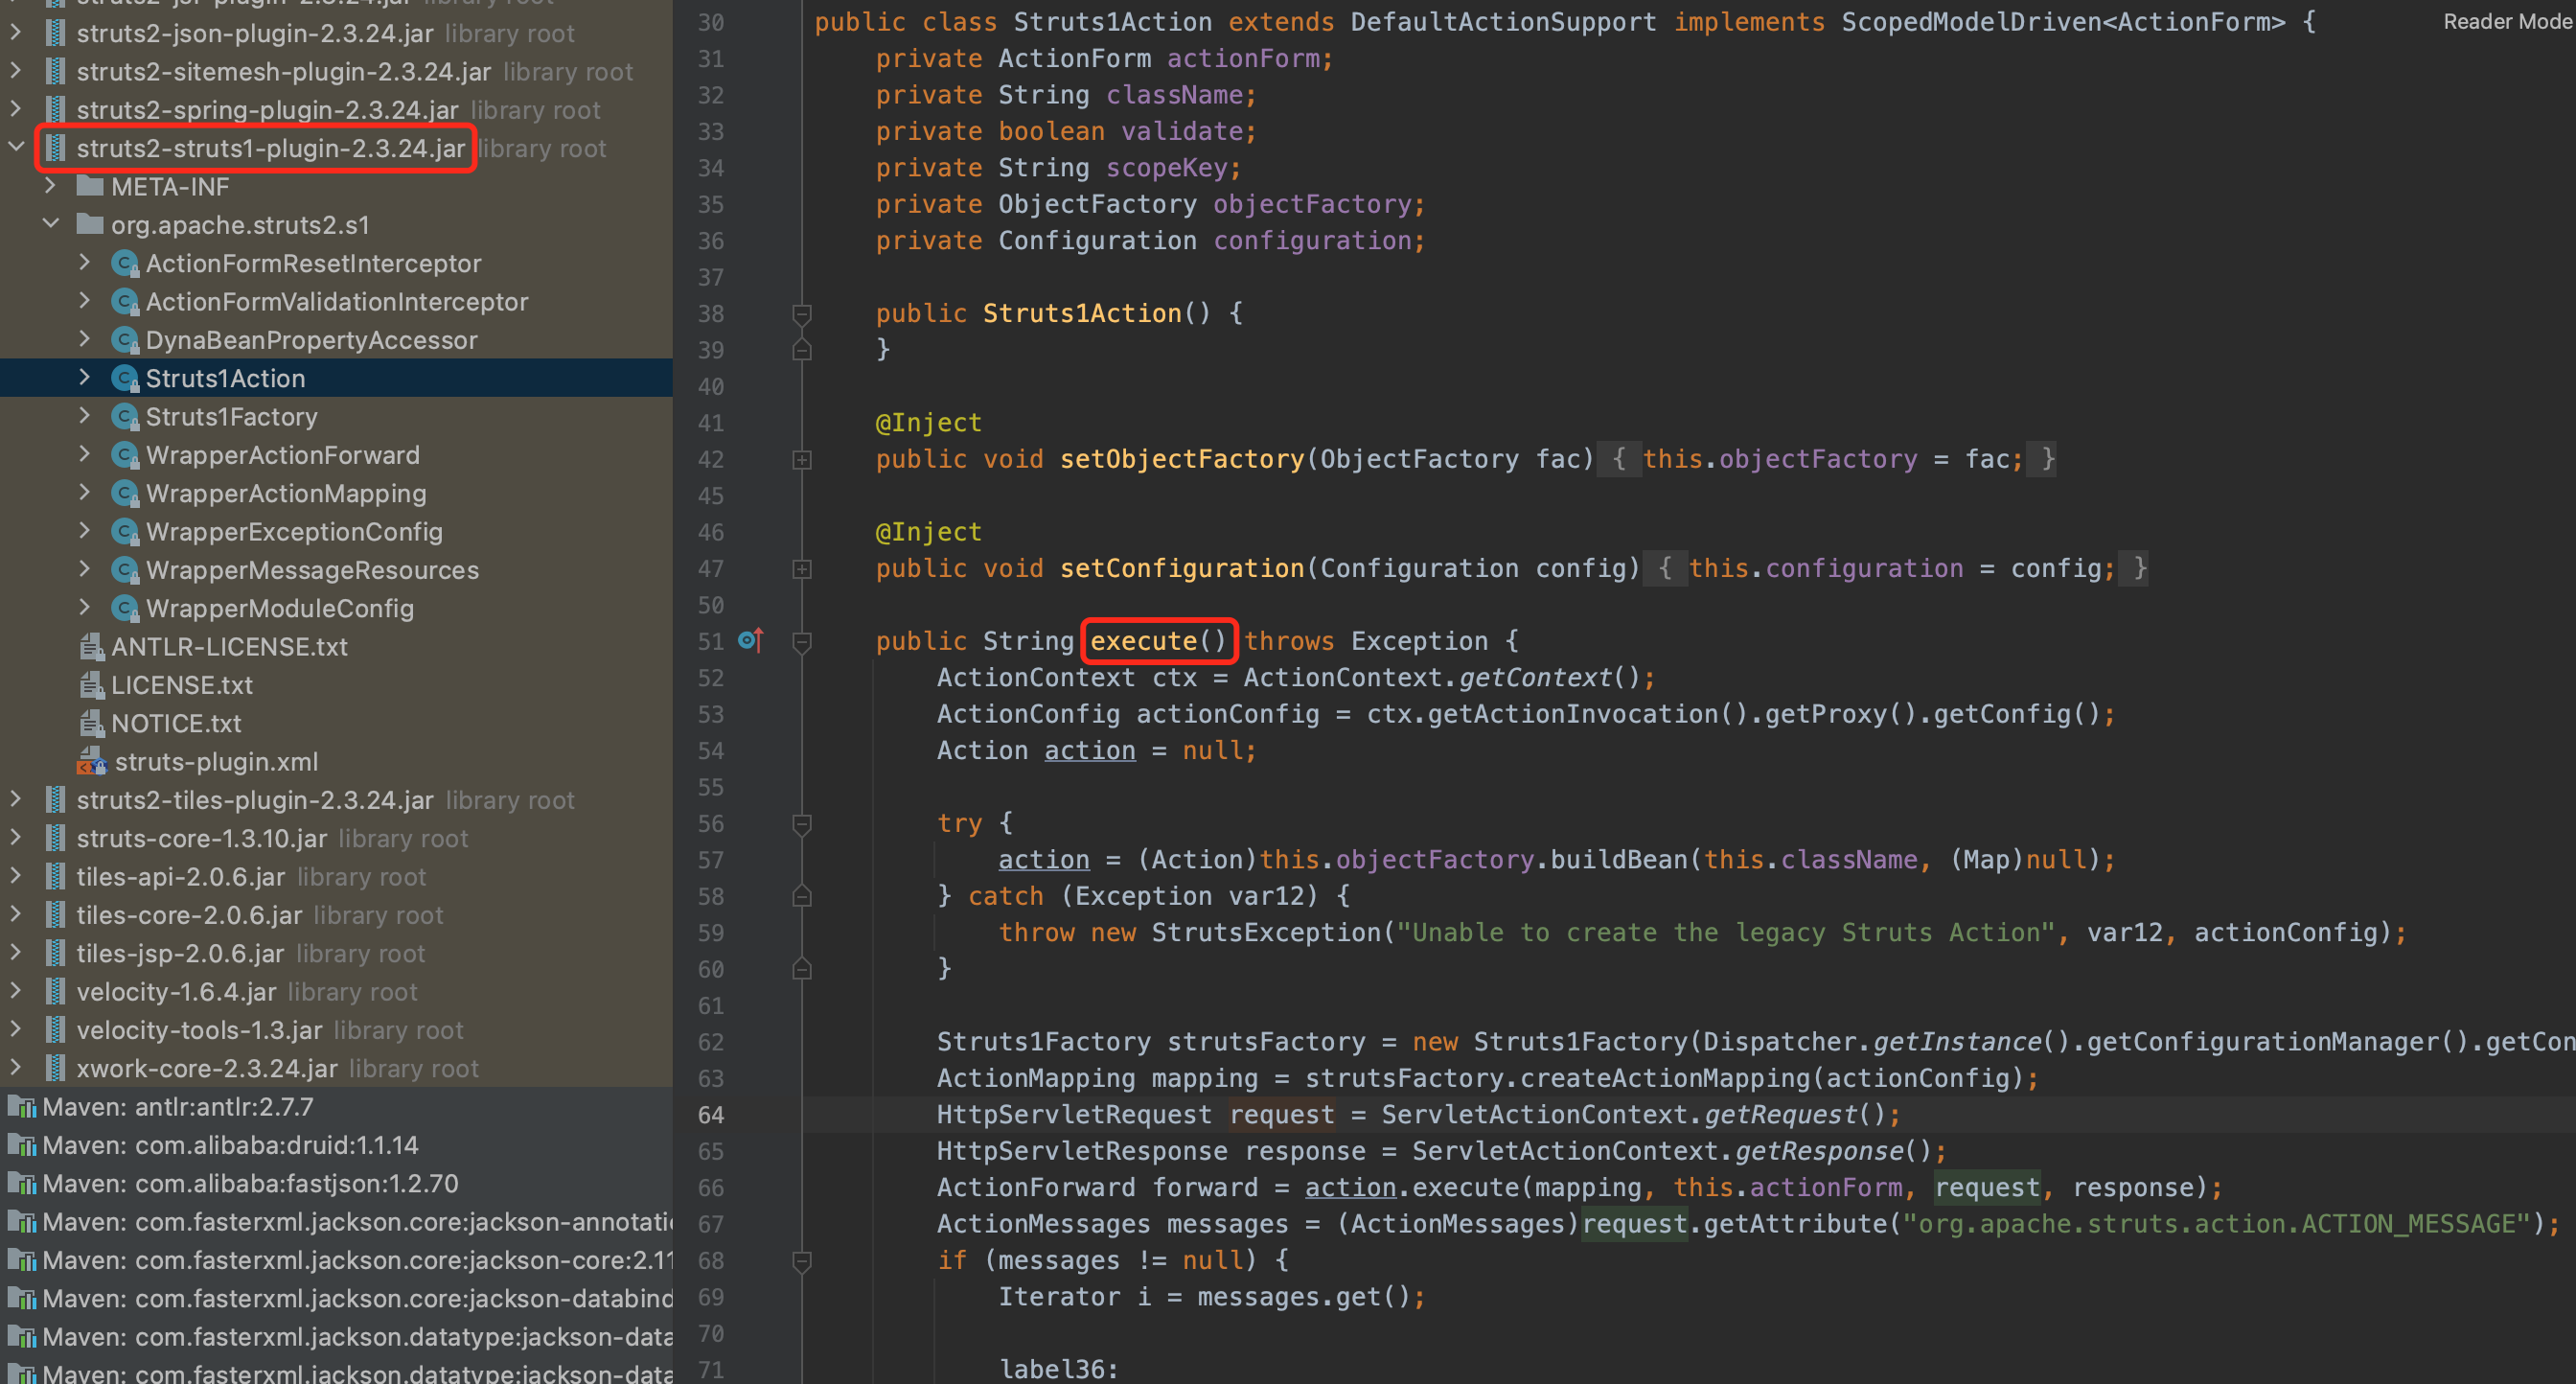 struts2-jsf-plugin-2.3.24.jar library root
struts2-json-plugin-2.3.24.jar library root
struts2-sitemesh-plugin-2.3.24.jar library root
struts2-spring-plugin-2.3.24.jar library root
struts2-struts1-plugin-2.3.24.jar library root
META-INF
org.apache.struts2.s1
ActionFormResetInterceptor
ActionFormValidationInterceptor
DynaBeanPropertyAccessor
Struts1Action
Struts1Factory
WrapperActionForward
WrapperActionMapping
WrapperExceptionConfig
WrapperMessageResources
WrapperModuleConfig
ANTLR-LICENSE.txt
LICENSE.txt
NOTICE.txt
struts-plugin.xml
struts2-tiles-plugin-2.3.24.jar library root
struts-core-1.3.10.jar library root
tiles-api-2.0.6.jar library root
tiles-core-2.0.6.jar library root
tiles-jsp-2.0.6.jar library root
velocity-1.6.4.jar library root
velocity-tools-1.3.jar library root
xwork-core-2.3.24.jar library root
Maven: antlr:antlr:2.7.7
Maven: com.alibaba:druid:1.1.14
Maven: com.alibaba:fastjson:1.2.70
Maven: com.fasterxml.jackson.core:jackson-annotatio
Maven: com.fasterxml.jackson.core:jackson-core:2.11
Maven: com.fasterxml.jackson.core:jackson-databind
Maven: com.fasterxml.jackson.datatype:jackson-data
Maven: com.fasterxml.jackson.datatype:jackson-data
Reader Mode
30 public class Struts1Action extends DefaultActionSupport implements ScopedModelDriven<ActionForm> {
31 private ActionForm actionForm;
32 private String className;
33 private boolean validate;
34 private String scopeKey;
35 private ObjectFactory objectFactory;
36 private Configuration configuration;
37
38 public Struts1Action() {
39 }
40
41 @Inject
42 public void setObjectFactory(ObjectFactory fac) { this.objectFactory = fac; }
45
46 @Inject
47 public void setConfiguration(Configuration config) { this.configuration = config; }
50
51 public String execute() throws Exception {
52 ActionContext ctx = ActionContext.getContext();
53 ActionConfig actionConfig = ctx.getActionInvocation().getProxy().getConfig();
54 Action action = null;
55
56 try {
57 action = (Action)this.objectFactory.buildBean(this.className, (Map)null);
58 } catch (Exception var12) {
59 throw new StrutsException("Unable to create the legacy Struts Action", var12, actionConfig);
60 }
61
62 Struts1Factory strutsFactory = new Struts1Factory(Dispatcher.getInstance().getConfigurationManager().getCon
63 ActionMapping mapping = strutsFactory.createActionMapping(actionConfig);
64 HttpServletRequest request = ServletActionContext.getRequest();
65 HttpServletResponse response = ServletActionContext.getResponse();
66 ActionForward forward = action.execute(mapping, this.actionForm, request, response);
67 ActionMessages messages = (ActionMessages)request.getAttribute("org.apache.struts.action.ACTION_MESSAGE");
68 if (messages != null) {
69 Iterator i = messages.get();
70
71 label36: